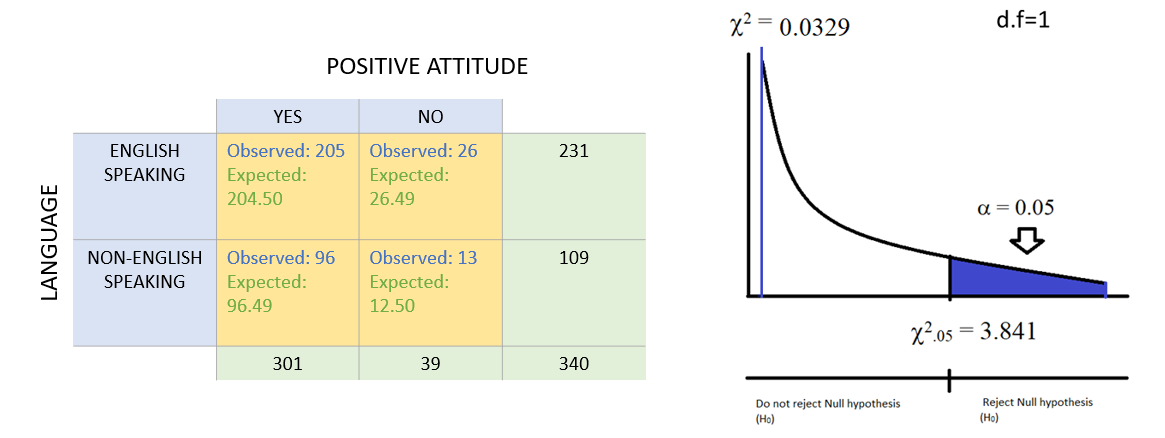 POSITIVE ATTITUDE
YES
NO
LANGUAGE
ENGLISH
SPEAKING
Observed: 205
Expected:
204.50
Observed: 26
Expected:
26.49
231
NON-ENGLISH
SPEAKING
Observed: 96
Expected:
96.49
Observed: 13
Expected:
12.50
109
301
39
340
χ² = 0.0329
d.f=1
α = 0.05
χ².05 = 3.841
Do not reject Null hypothesis
(H₀)
Reject Null hypothesis
(H₀)